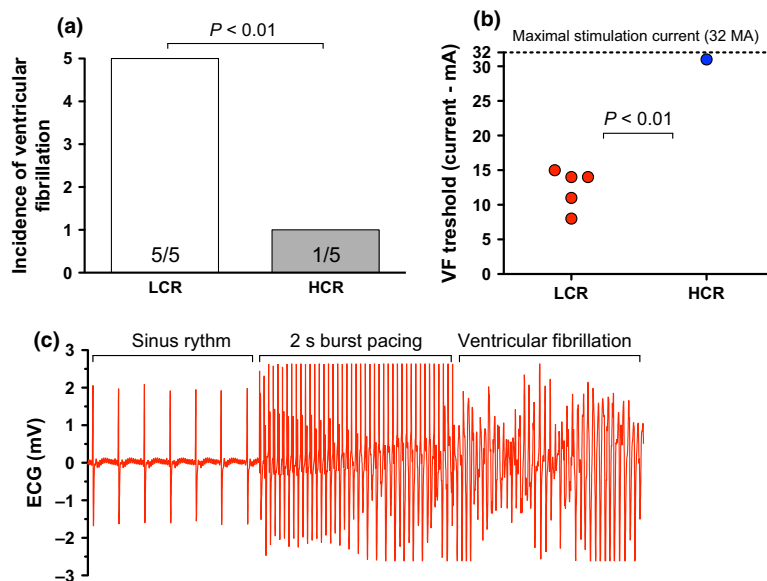 (a)
P < 0.01
Incidence of ventricular
fibrillation
5
4
3
2
1
0
5/5
1/5
LCR
HCR
(b)
Maximal stimulation current (32 MA)
VF treshold (current - mA)
32
30
25
20
15
10
5
0
P < 0.01
LCR
HCR
(c)
Sinus rythm
2 s burst pacing
Ventricular fibrillation
ECG (mV)
3
2
1
0
–1
–2
–3